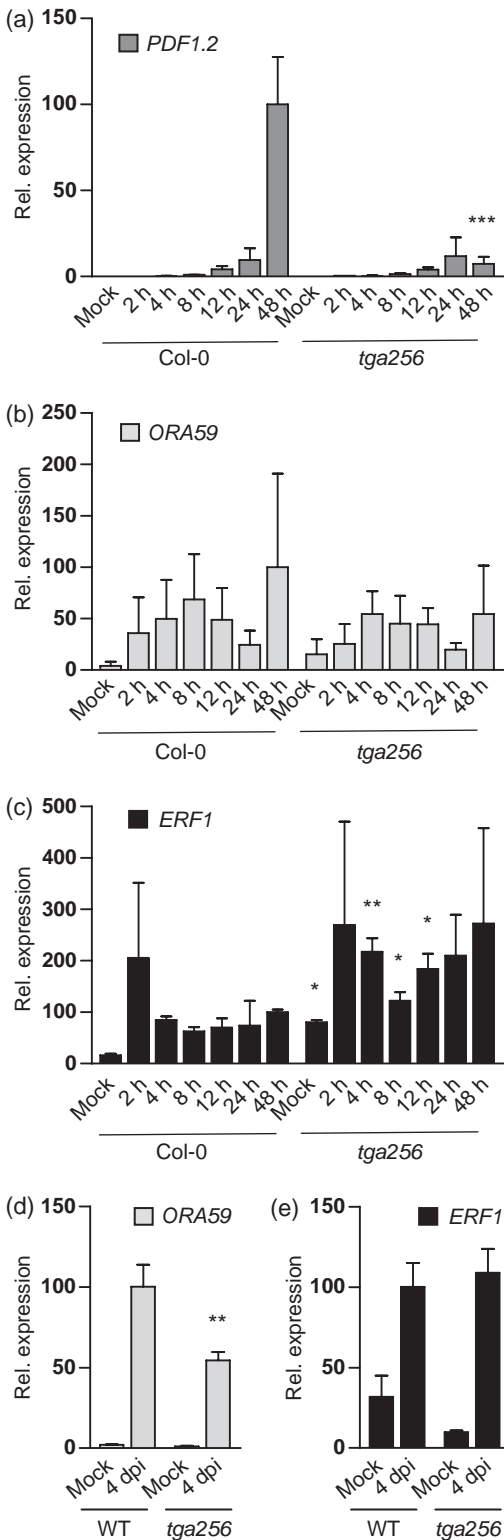 (a)
150
PDF1.2
100
Rel. expression
50
***
0
Mock 2 h 4 h 8 h 12 h 24 h 48 h Mock 2 h 4 h 8 h 12 h 24 h 48 h
Col-0 tga256
(b)
250
ORA59
200
150
Rel. expression
100
50
0
Mock 2 h 4 h 8 h 12 h 24 h 48 h Mock 2 h 4 h 8 h 12 h 24 h 48 h
Col-0 tga256
(c)
500
ERF1
400
Rel. expression
300
** *
200
* *
100
0
Mock 2 h 4 h 8 h 12 h 24 h 48 h Mock 2 h 4 h 8 h 12 h 24 h 48 h
Col-0 tga256
(d)
150
ORA59
100
Rel. expression
**
50
0
Mock 4 dpi Mock 4 dpi
WT tga256
(e)
150
ERF1
100
Rel. expression
50
0
Mock 4 dpi Mock 4 dpi
WT tga256